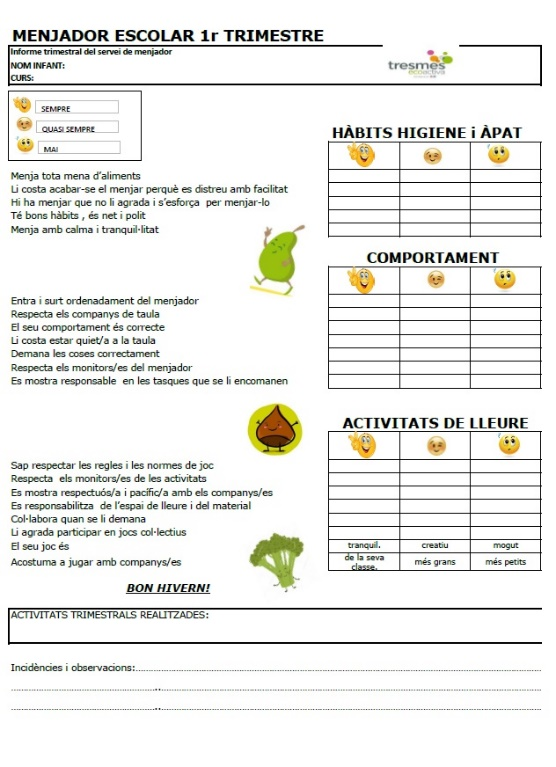 MENJADOR ESCOLAR 1r TRIMESTRE
Informe trimestral del servei de menjador
NOM INFANT:
CURS:
tresmes
ecoactiva
SEMPRE
QUASI SEMPRE
MAI
HÀBITS HIGIENE i ÀPAT
Menja tota mena d'aliments
Li costa acabar-se el menjar perquè es distreu amb facilitat
Hi ha menjar que no li agrada i s'esforça per menjar-lo
Té bons hàbits , és net i polit
Menja amb calma i tranquil·litat
COMPORTAMENT
Entra i surt ordenadament del menjador
Respecta els companys de taula
El seu comportament és correcte
Li costa estar quiet/a a la taula
Demana les coses correctament
Respecta els monitors/es del menjador
Es mostra responsable en les tasques que se li encomanen
ACTIVITATS DE LLEURE
Sap respectar les regles i les normes de joc
Respecta els monitors/es de les activitats
Es mostra respectuós/a i pacífic/a amb els companys/es
Es responsabilitza de l'espai de lleure i del material
Col·labora quan se li demana
Li agrada participar en jocs col·lectius
El seu joc és tranquil. creatiu mogut
Acostuma a jugar amb companys/es de la seva classe. més grans més petits
BON HIVERN!
ACTIVITATS TRIMESTRALS REALITZADES:
Incidències i observacions: